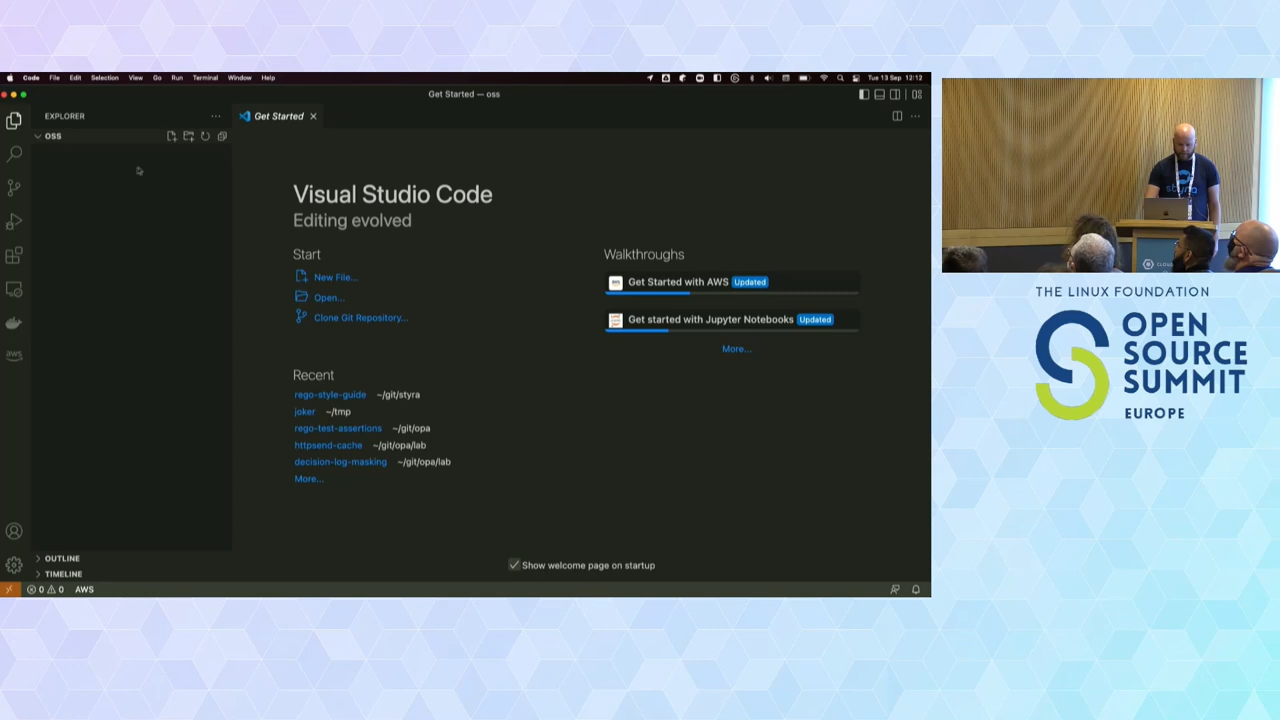 Code File Edit Selection View Go Run Terminal Window Help
Tue 13 Sep 12:12
Get Started — oss
EXPLORER
Get Started
OSS
Visual Studio Code
Editing evolved
Start
New File...
Open...
Clone Git Repository...
Walkthroughs
Get Started with AWS Updated
Get started with Jupyter Notebooks Updated
More...
Recent
rego-style-guide ~/git/styra
joker ~/tmp
rego-test-assertions ~/git/opa
httpsend-cache ~/git/opa/lab
decision-log-masking ~/git/opa/lab
More...
Show welcome page on startup
OUTLINE
TIMELINE
0 0 AWS
aws
styra
THE LINUX FOUNDATION
OPEN
SOURCE
SUMMIT
EUROPE